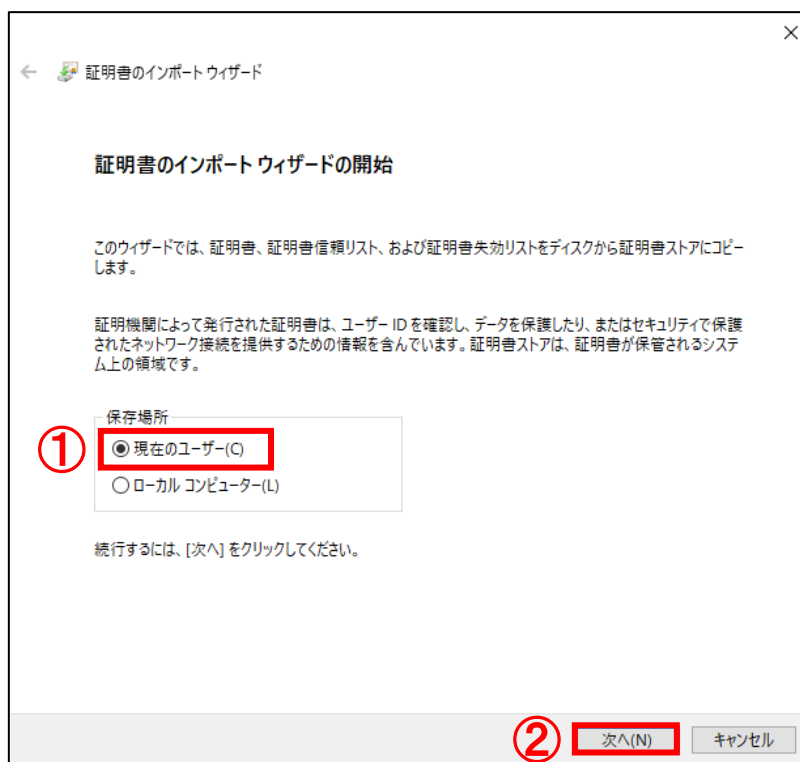 証明書のインポート ウィザード
証明書のインポート ウィザードの開始
このウィザードでは、証明書、証明書信頼リスト、および証明書失効リストをディスクから証明書ストアにコピー
します。
証明機関によって発行された証明書は、ユーザー ID を確認し、データを保護したり、またはセキュリティで保護
されたネットワーク接続を提供するための情報を含んでいます。証明書ストアは、証明書が保管されるシステ
ム上の領域です。
保存場所
① 現在のユーザー(C)
ローカル コンピューター(L)
続行するには、[次へ] をクリックしてください。
② 次へ(N) キャンセル